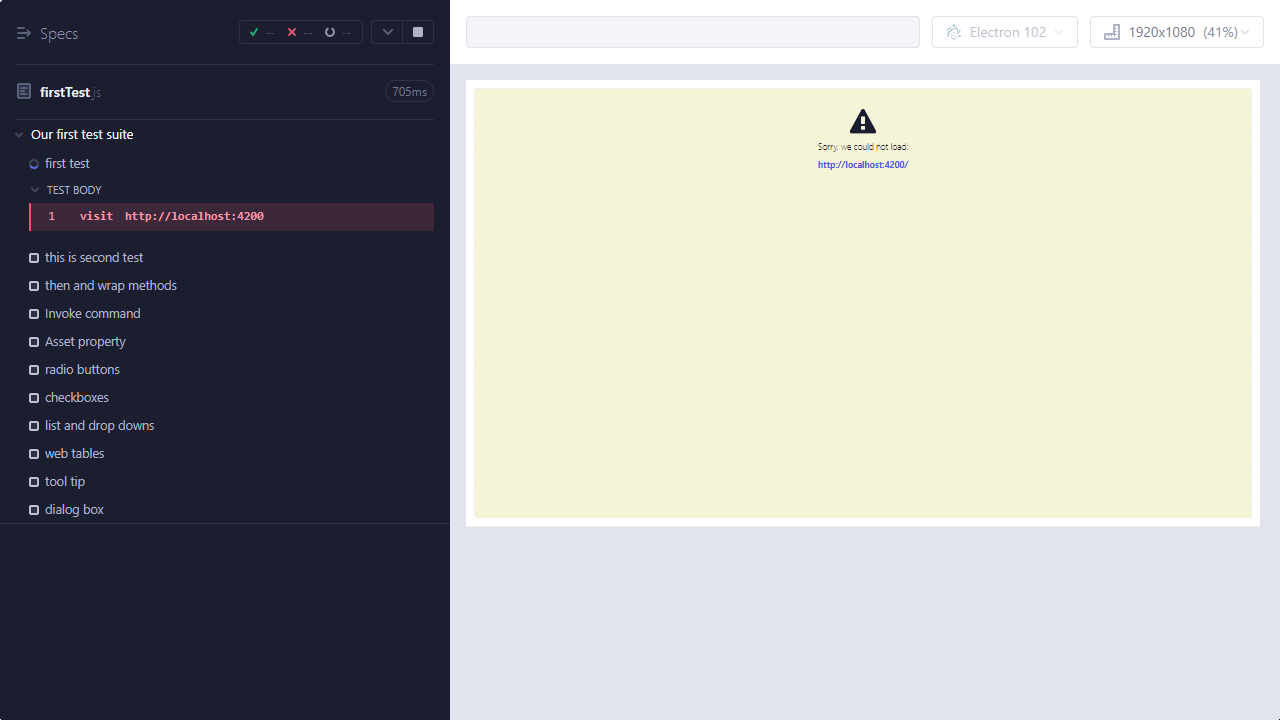 Specs
--
--
--
firstTest.js
705ms
Our first test suite
first test
TEST BODY
1 visit http://localhost:4200
this is second test
then and wrap methods
Invoke command
Asset property
radio buttons
checkboxes
list and drop downs
web tables
tool tip
dialog box
Electron 102
1920x1080 (41%)
Sorry, we could not load:
http://localhost:4200/